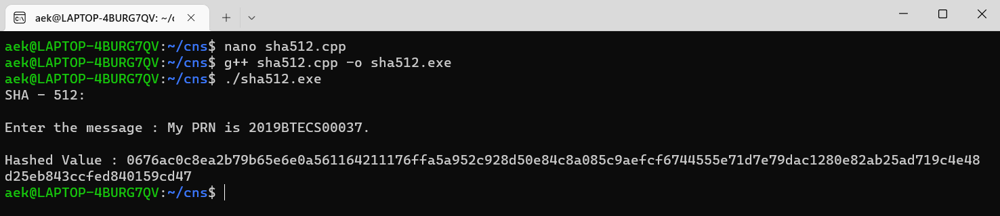 aek@LAPTOP-4BURG7QV: ~/c
aek@LAPTOP-4BURG7QV:~/cns$ nano sha512.cpp
aek@LAPTOP-4BURG7QV:~/cns$ g++ sha512.cpp -o sha512.exe
aek@LAPTOP-4BURG7QV:~/cns$ ./sha512.exe
SHA - 512:
Enter the message : My PRN is 2019BTECS00037.
Hashed Value : 0676ac0c8ea2b79b65e6e0a561164211176ffa5a952c928d50e84c8a085c9aefcf6744555e71d7e79dac1280e82ab25ad719c4e48
d25eb843ccfed840159cd47
aek@LAPTOP-4BURG7QV:~/cns$